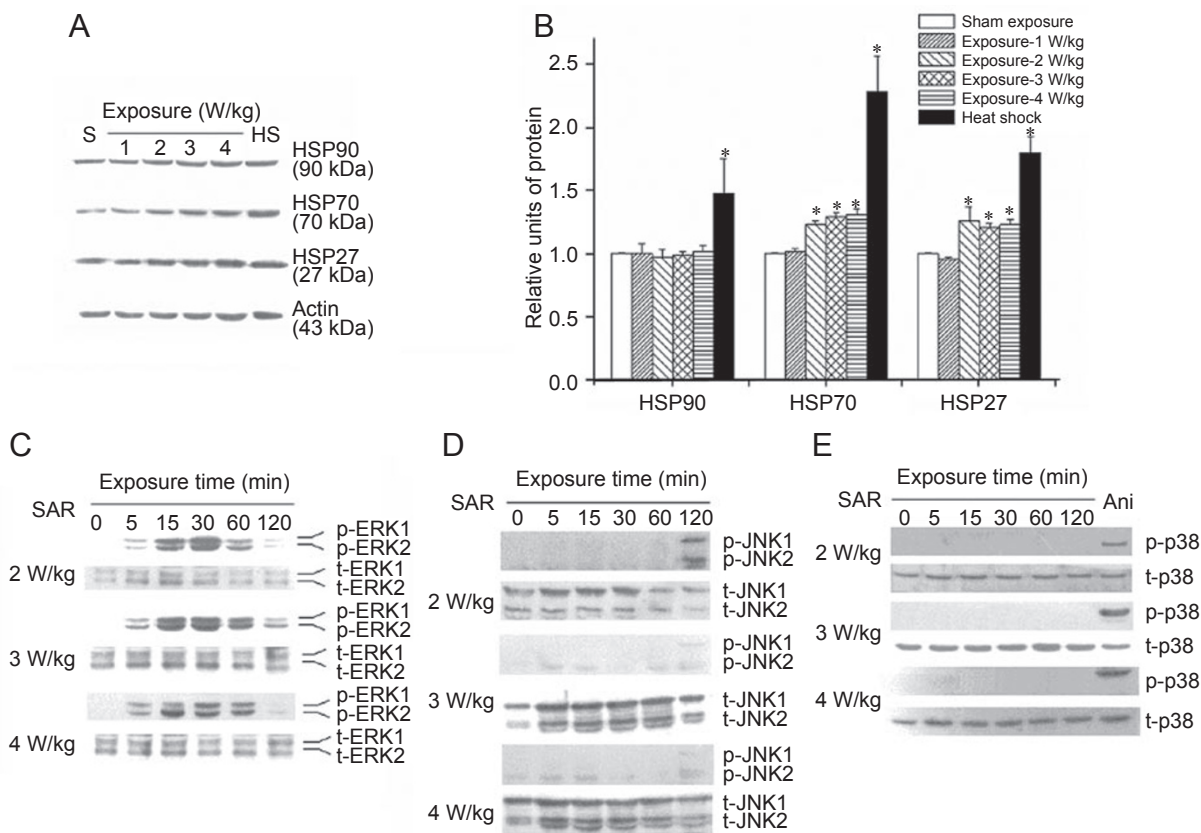 A
Exposure (W/kg)
S 1 2 3 4 HS
HSP90
(90 kDa)
HSP70
(70 kDa)
HSP27
(27 kDa)
Actin
(43 kDa)
B
Relative units of protein
2.5
2.0
1.5
1.0
0.5
0.0
Sham exposure
Exposure-1 W/kg
Exposure-2 W/kg
Exposure-3 W/kg
Exposure-4 W/kg
Heat shock
* * * * * * * * *
HSP90 HSP70 HSP27
C
Exposure time (min)
SAR
0 5 15 30 60 120
p-ERK1
p-ERK2
2 W/kg
t-ERK1
t-ERK2
p-ERK1
p-ERK2
3 W/kg
t-ERK1
t-ERK2
p-ERK1
p-ERK2
4 W/kg
t-ERK1
t-ERK2
D
Exposure time (min)
SAR
0 5 15 30 60 120
p-JNK1
p-JNK2
2 W/kg
t-JNK1
t-JNK2
p-JNK1
p-JNK2
3 W/kg
t-JNK1
t-JNK2
p-JNK1
p-JNK2
4 W/kg
t-JNK1
t-JNK2
E
Exposure time (min)
SAR
0 5 15 30 60 120 Ani
2 W/kg
p-p38
t-p38
3 W/kg
p-p38
t-p38
4 W/kg
p-p38
t-p38